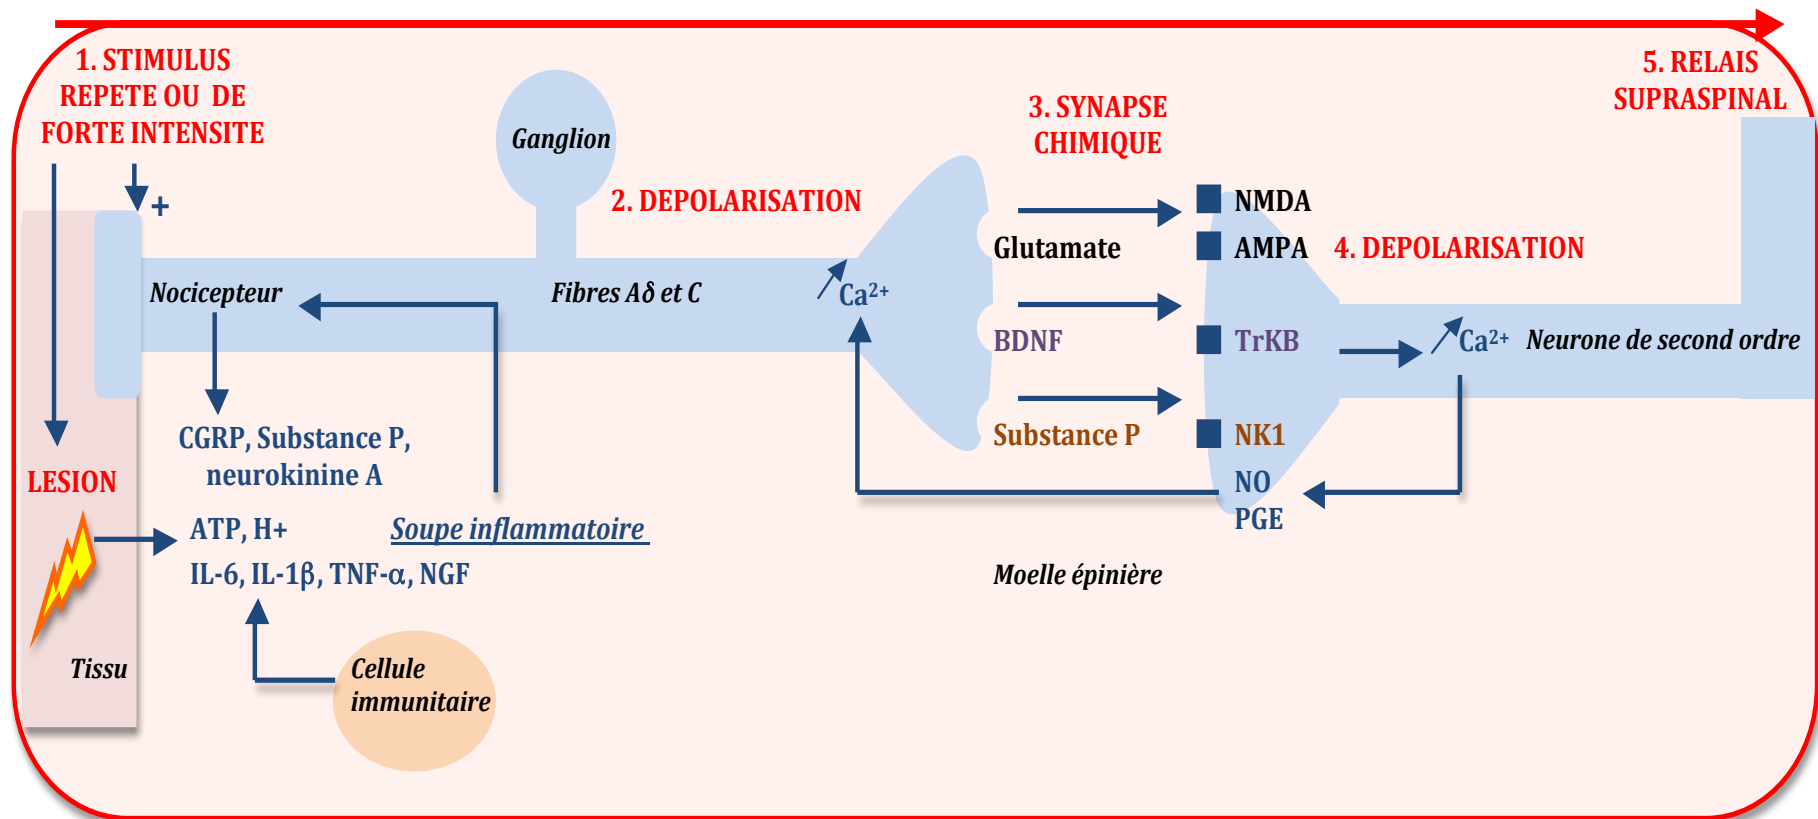 1. STIMULUS
REPETE OU DE
FORTE INTENSITE
+
LESION
Tissu
Nocicepteur
CGRP, Substance P,
neurokinine A
ATP, H+
IL-6, IL-1β, TNF-α, NGF
Soupe inflammatoire
Cellule
immunitaire
Ganglion
2. DEPOLARISATION
Fibres Aδ et C
Ca²⁺
3. SYNAPSE
CHIMIQUE
Glutamate
BDNF
Substance P
NMDA
AMPA
TrKB
NK1
NO
PGE
Moelle épinière
4. DEPOLARISATION
Ca²⁺
Neurone de second ordre
5. RELAIS
SUPRASPINAL